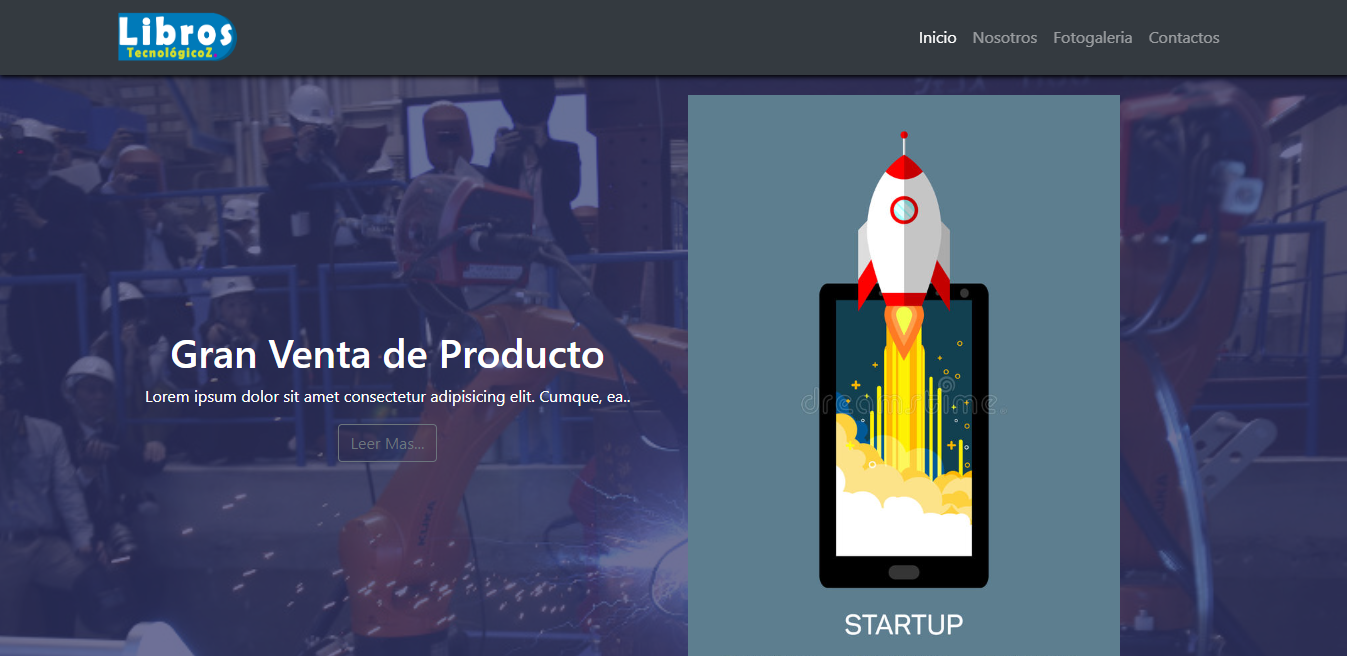 Libros
TecnológicoZ
Inicio Nosotros Fotogaleria Contactos
Gran Venta de Producto
Lorem ipsum dolor sit amet consectetur adipisicing elit. Cumque, ea..
Leer Mas...
dreamstime.
KUKA
STARTUP